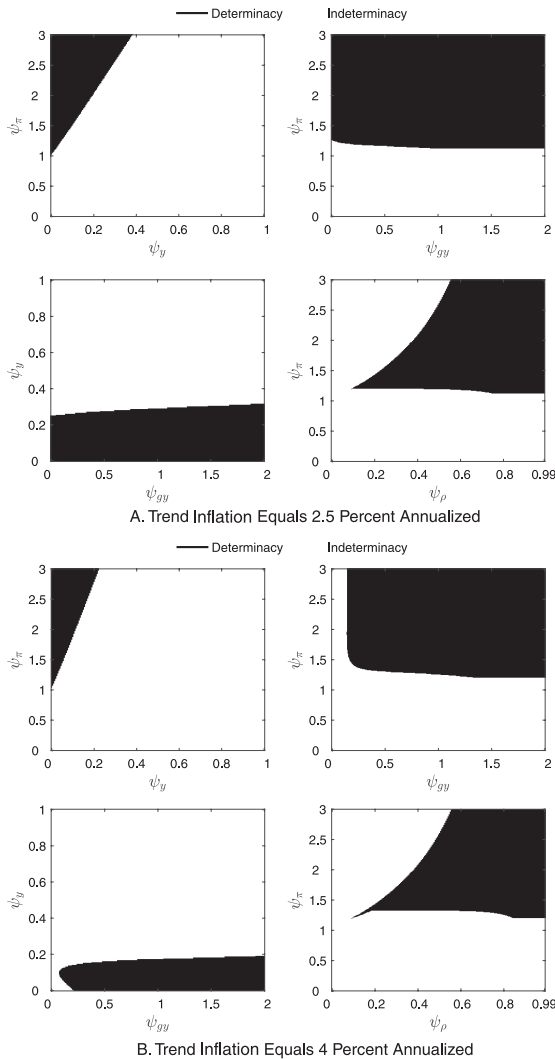 Determinacy Indeterminacy
3
2.5
2
1.5
1
0.5
0
ψπ
0 0.2 0.4 0.6 0.8 1
ψy
3
2.5
2
1.5
1
0.5
0
ψπ
0 0.5 1 1.5 2
ψgy
1
0.8
0.6
0.4
0.2
0
ψy
0 0.5 1 1.5 2
ψgy
3
2.5
2
1.5
1
0.5
0
ψπ
0 0.2 0.4 0.6 0.8 0.99
ψρ
A. Trend Inflation Equals 2.5 Percent Annualized
Determinacy Indeterminacy
3
2.5
2
1.5
1
0.5
0
ψπ
0 0.2 0.4 0.6 0.8 1
ψy
3
2.5
2
1.5
1
0.5
0
ψπ
0 0.5 1 1.5 2
ψgy
1
0.8
0.6
0.4
0.2
0
ψy
0 0.5 1 1.5 2
ψgy
3
2.5
2
1.5
1
0.5
0
ψπ
0 0.2 0.4 0.6 0.8 0.99
ψρ
B. Trend Inflation Equals 4 Percent Annualized